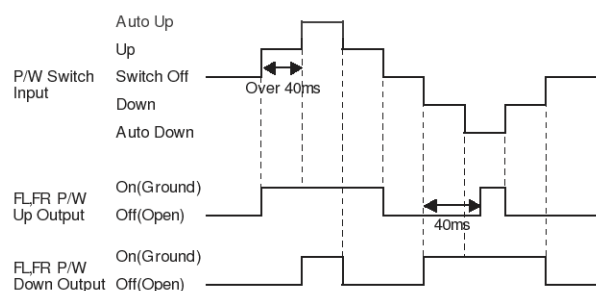 Auto Up
Up
P/W Switch Input
Switch Off
Over 40ms
Down
Auto Down
FL,FR P/W
Up Output
On(Ground)
Off(Open)
40ms
FL,FR P/W
Down Output
On(Ground)
Off(Open)